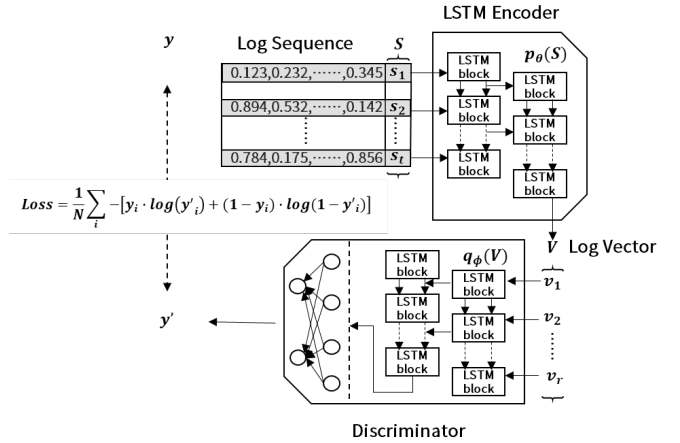 LSTM Encoder
y
Log Sequence
S
p_θ(S)
0.123,0.232,……,0.345
s_1
LSTM
block
LSTM
block
0.894,0.532,……,0.142
s_2
LSTM
block
LSTM
block
0.784,0.175,……,0.856
s_t
LSTM
block
LSTM
block
Loss = 1/N ∑_i −[y_i · log(y'_i) + (1 − y_i) · log(1 − y'_i)]
V Log Vector
q_ϕ(V)
LSTM
block
LSTM
block
v_1
LSTM
block
LSTM
block
v_2
y'
LSTM
block
LSTM
block
v_r
Discriminator